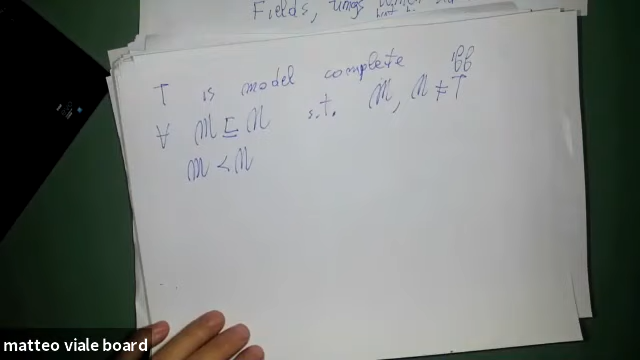 Fields, rings
T is model complete iff
∀ M ⊑ N s.t. M, N ⊨ T
M ≺ N
matteo viale board